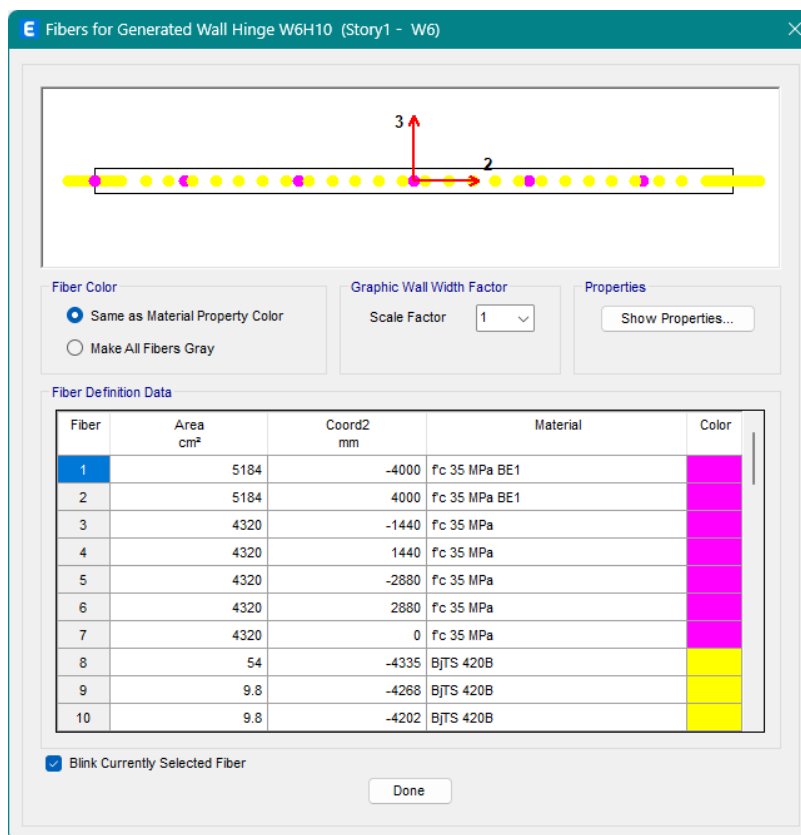 E Fibers for Generated Wall Hinge W6H10 (Story1 - W6)
3
2
Fiber Color
Same as Material Property Color
Make All Fibers Gray
Graphic Wall Width Factor
Scale Factor 1
Properties
Show Properties...
Fiber Definition Data
Fiber Area Coord2 Material Color
cm² mm
1 5184 -4000 f'c 35 MPa BE1
2 5184 4000 f'c 35 MPa BE1
3 4320 -1440 f'c 35 MPa
4 4320 1440 f'c 35 MPa
5 4320 -2880 f'c 35 MPa
6 4320 2880 f'c 35 MPa
7 4320 0 f'c 35 MPa
8 54 -4335 BjTS 420B
9 9.8 -4268 BjTS 420B
10 9.8 -4202 BjTS 420B
Blink Currently Selected Fiber
Done